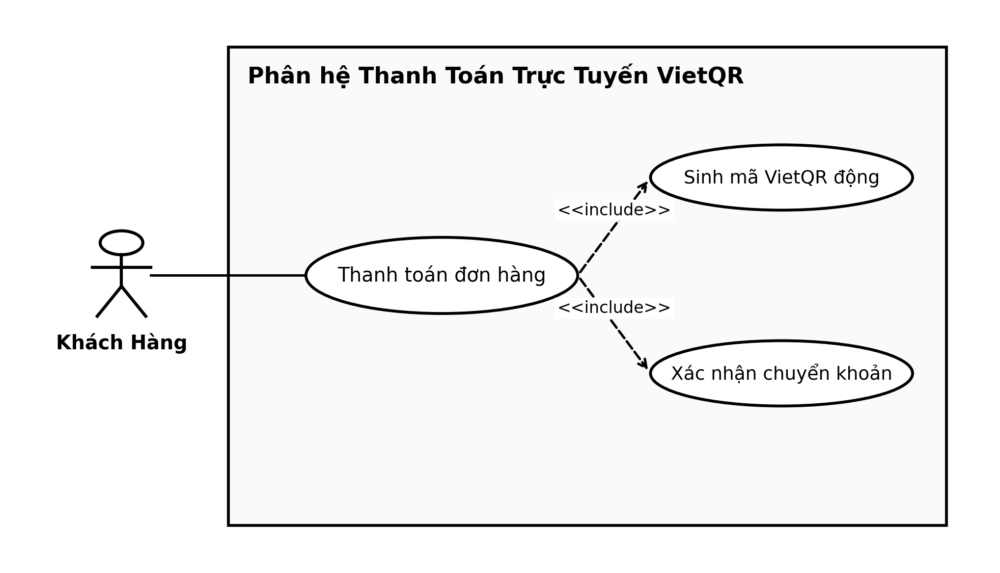 Phân hệ Thanh Toán Trực Tuyến VietQR
Sinh mã VietQR động
<<include>>
Thanh toán đơn hàng
<<include>>
Khách Hàng
Xác nhận chuyển khoản